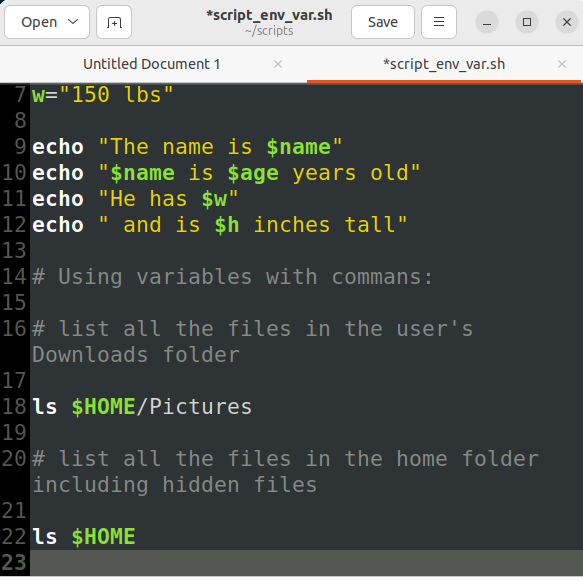 Open
*script_env_var.sh
~/scripts
Save
Untitled Document 1
*script_env_var.sh
7 w="150 lbs"
8
9 echo "The name is $name"
10 echo "$name is $age years old"
11 echo "He has $w"
12 echo " and is $h inches tall"
13
14 # Using variables with commans:
15
16 # list all the files in the user's
Downloads folder
17
18 ls $HOME/Pictures
19
20 # list all the files in the home folder
including hidden files
21
22 ls $HOME
23